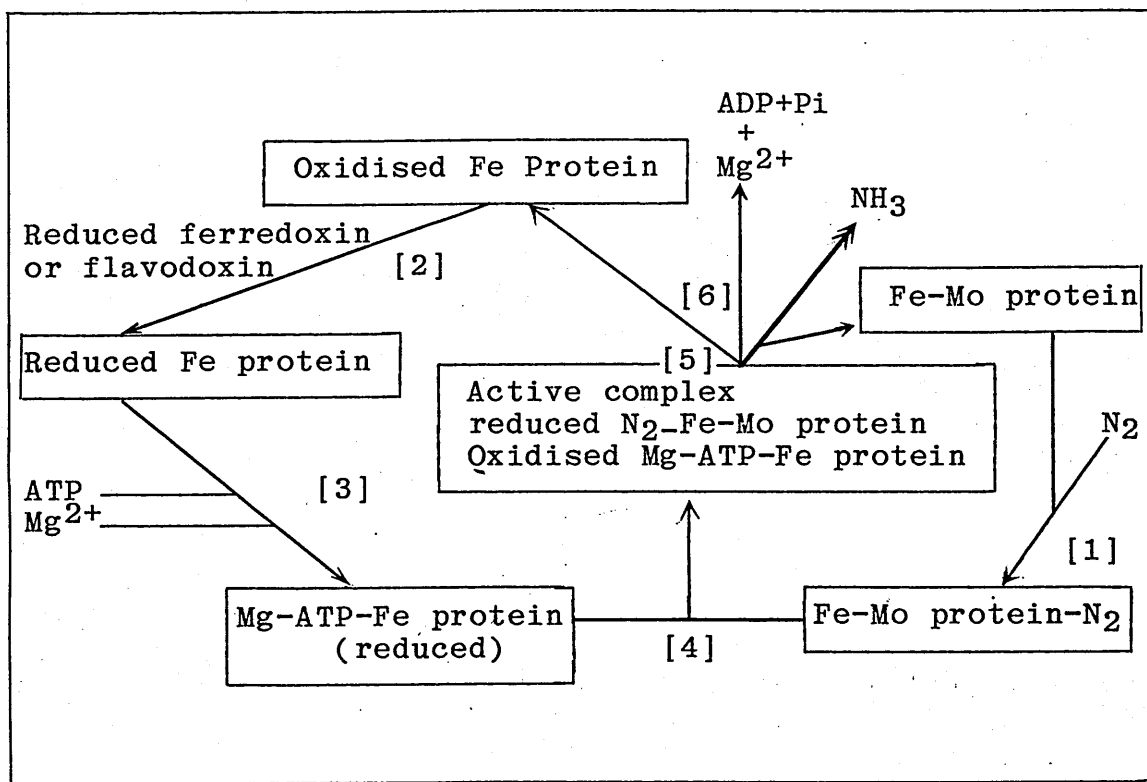 ADP+Pi
+
Mg2+
Oxidised Fe Protein
NH3
Reduced ferredoxin
or flavodoxin
[2]
[6]
Fe-Mo protein
Reduced Fe protein
[5]
Active complex
reduced N2-Fe-Mo protein
Oxidised Mg-ATP-Fe protein
N2
ATP
Mg2+
[3]
[1]
Mg-ATP-Fe protein
(reduced)
[4]
Fe-Mo protein-N2